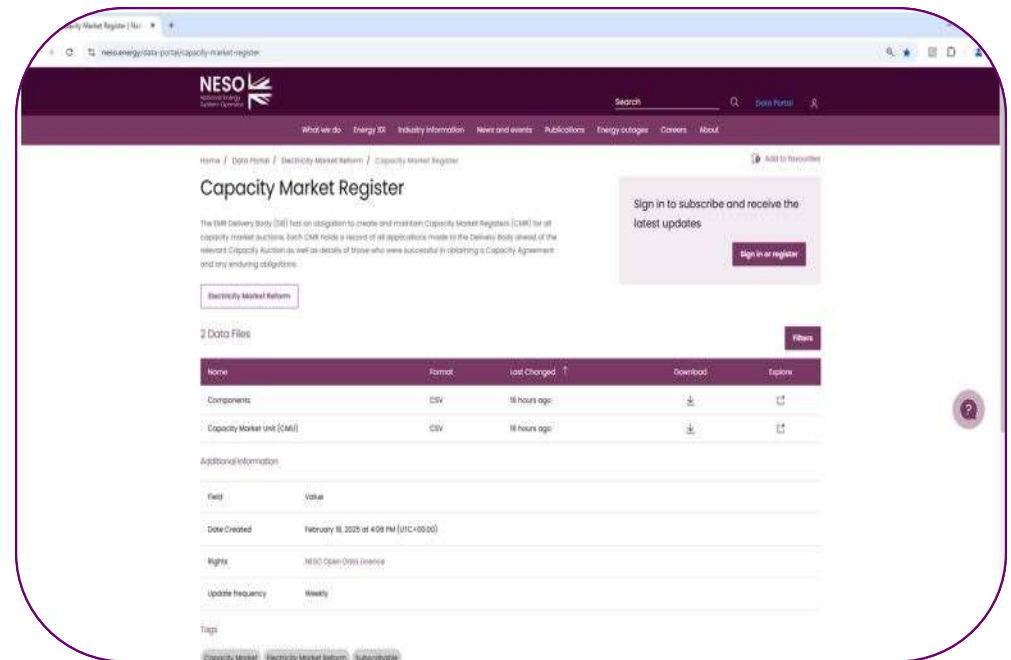 Capacity Market Register | Nat
nesoenergy/data-portal/capacity-market-register
NESO
National Energy
System Operator
Search
Data Portal
What we do Energy 101 Industry information News and events Publications Energy outages Careers About
Home / Data Portal / Electricity Market Reform / Capacity Market Register
Add to favourites
Capacity Market Register
Sign in to subscribe and receive the
latest updates
The EMR Delivery Body (DB) has an obligation to create and maintain Capacity Market Registers (CMR) for all
capacity market auctions. Each CMR holds a record of all applications made to the Delivery Body ahead of the
relevant Capacity Auction as well as details of those who were successful in obtaining a Capacity Agreement
and any enduring obligations.
Sign in or register
Electricity Market Reform
2 Data Files
Filters
Name Format Last Changed ↑ Download Explore
Components CSV 18 hours ago
Capacity Market Unit (CMU) CSV 18 hours ago
?
Additional Information
Field Value
Date Created February 18, 2025 at 4:08 PM (UTC+00:00)
Rights NESO Open Data Licence
Update frequency Weekly
Tags
Capacity Market Electricity Market Reform Subscribable